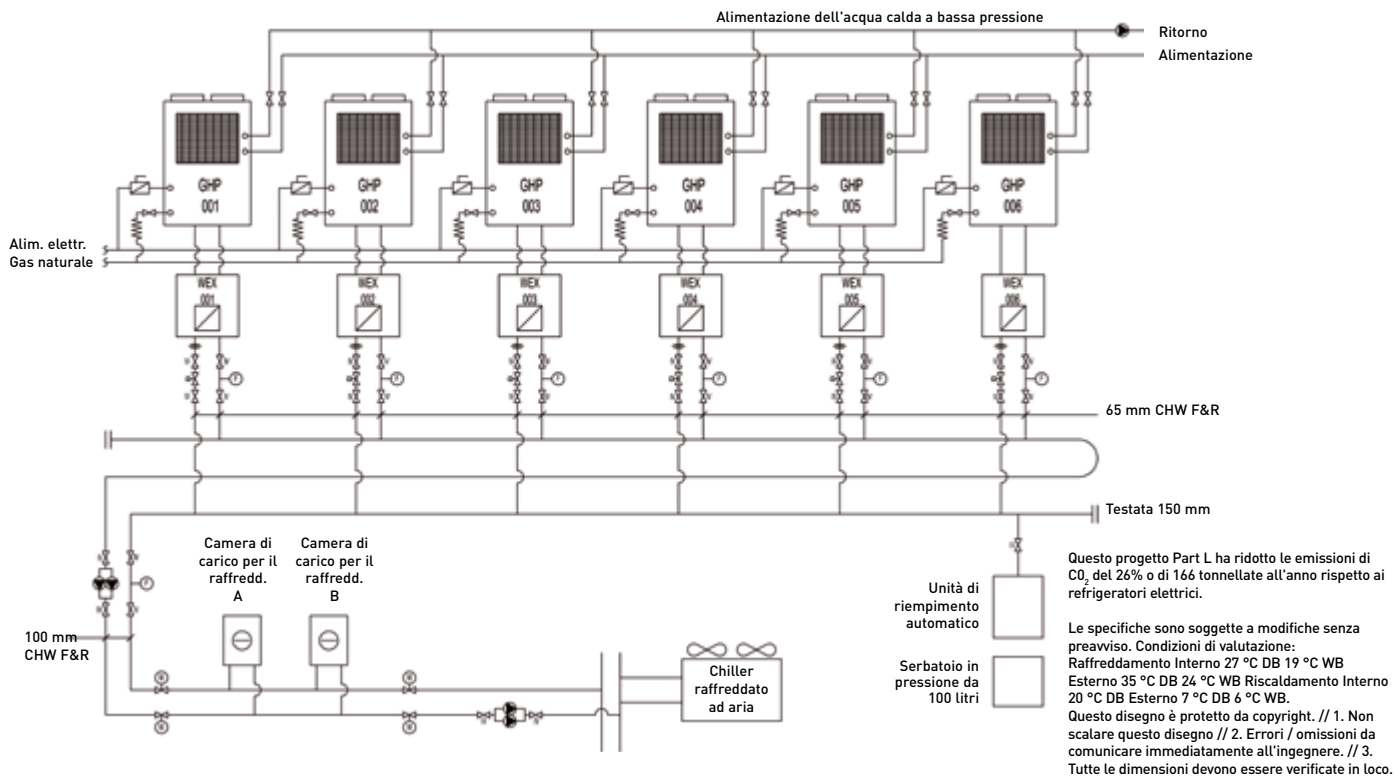 Alimentazione dell'acqua calda a bassa pressione
Ritorno
Alimentazione
GHP
001
GHP
002
GHP
003
GHP
004
GHP
005
GHP
006
Alim. elettr.
Gas naturale
WEX
001
WEX
002
WEX
003
WEX
004
WEX
005
WEX
006
65 mm CHW F&R
Testata 150 mm
Camera di
carico per il
raffredd.
A
Camera di
carico per il
raffredd.
B
100 mm
CHW F&R
Chiller
raffreddato
ad aria
Unità di
riempimento
automatico
Serbatoio in
pressione da
100 litri
Questo progetto Part L ha ridotto le emissioni di
CO₂ del 26% o di 166 tonnellate all'anno rispetto ai
refrigeratori elettrici.
Le specifiche sono soggette a modifiche senza
preavviso. Condizioni di valutazione:
Raffreddamento Interno 27 °C DB 19 °C WB
Esterno 35 °C DB 24 °C WB Riscaldamento Interno
20 °C DB Esterno 7 °C DB 6 °C WB.
Questo disegno è protetto da copyright. // 1. Non
scalare questo disegno // 2. Errori / omissioni da
comunicare immediatamente all'ingegnere. // 3.
Tutte le dimensioni devono essere verificate in loco.